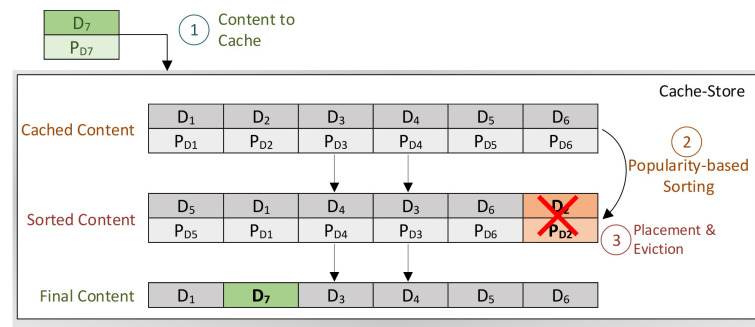 D7
PD7
1
Content to
Cache
Cache-Store
Cached Content
D1 D2 D3 D4 D5 D6
PD1 PD2 PD3 PD4 PD5 PD6
2
Popularity-based
Sorting
Sorted Content
D5 D1 D4 D3 D6 D2
PD5 PD1 PD4 PD3 PD6 PD2
3
Placement &
Eviction
Final Content
D1 D7 D3 D4 D5 D6